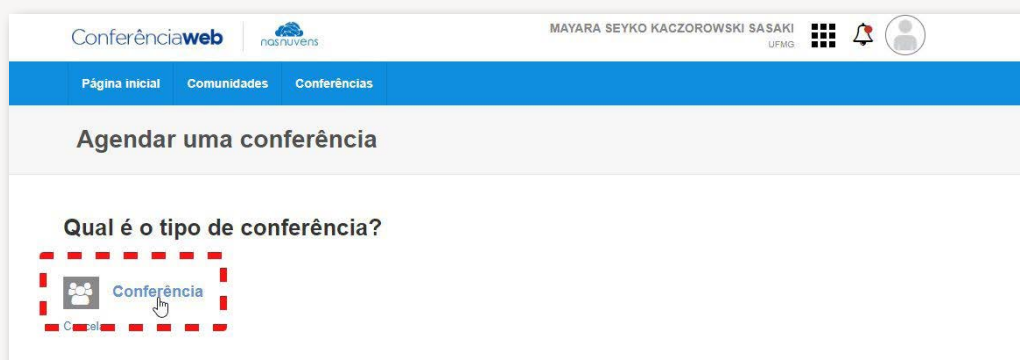 Conferênciaweb
nasnuvens
MAYARA SEYKO KACZOROWSKI SASAKI
UFMG
Página inicial Comunidades Conferências
Agendar uma conferência
Qual é o tipo de conferência?
Conferência
Cancelar